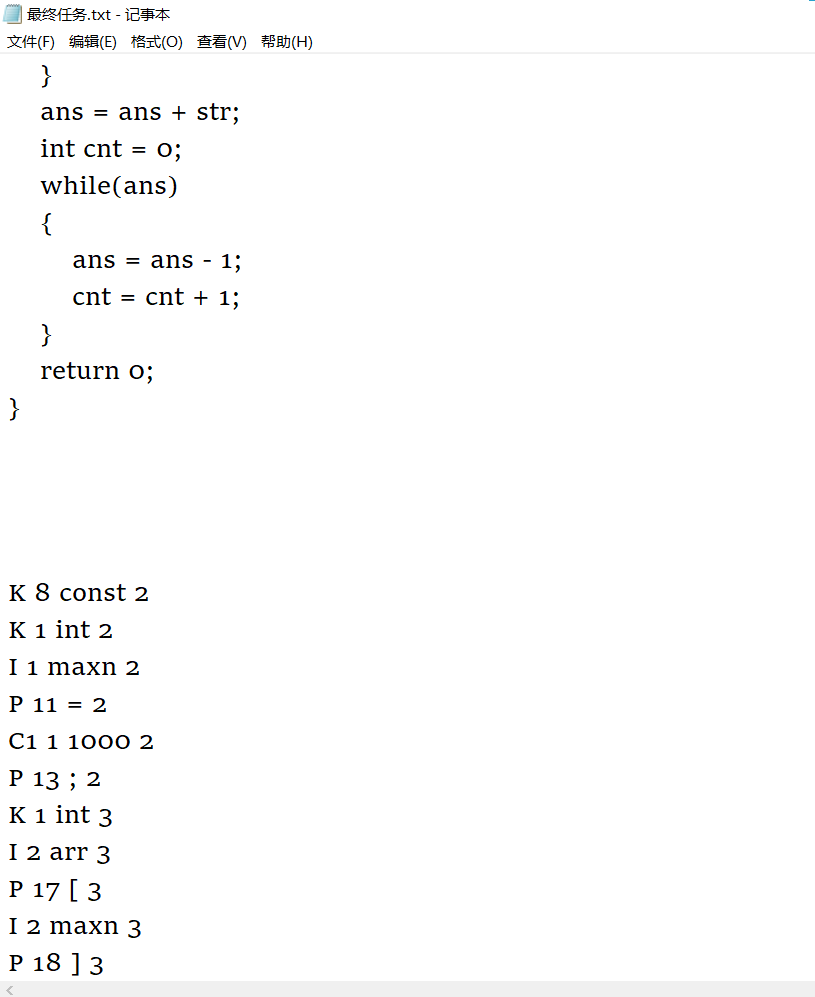 最终任务.txt - 记事本
文件(F) 编辑(E) 格式(O) 查看(V) 帮助(H)
}
ans = ans + str;
int cnt = 0;
while(ans)
{
ans = ans - 1;
cnt = cnt + 1;
}
return 0;
}
K 8 const 2
K 1 int 2
I 1 maxn 2
P 11 = 2
C1 1 1000 2
P 13 ; 2
K 1 int 3
I 2 arr 3
P 17 [ 3
I 2 maxn 3
P 18 ] 3